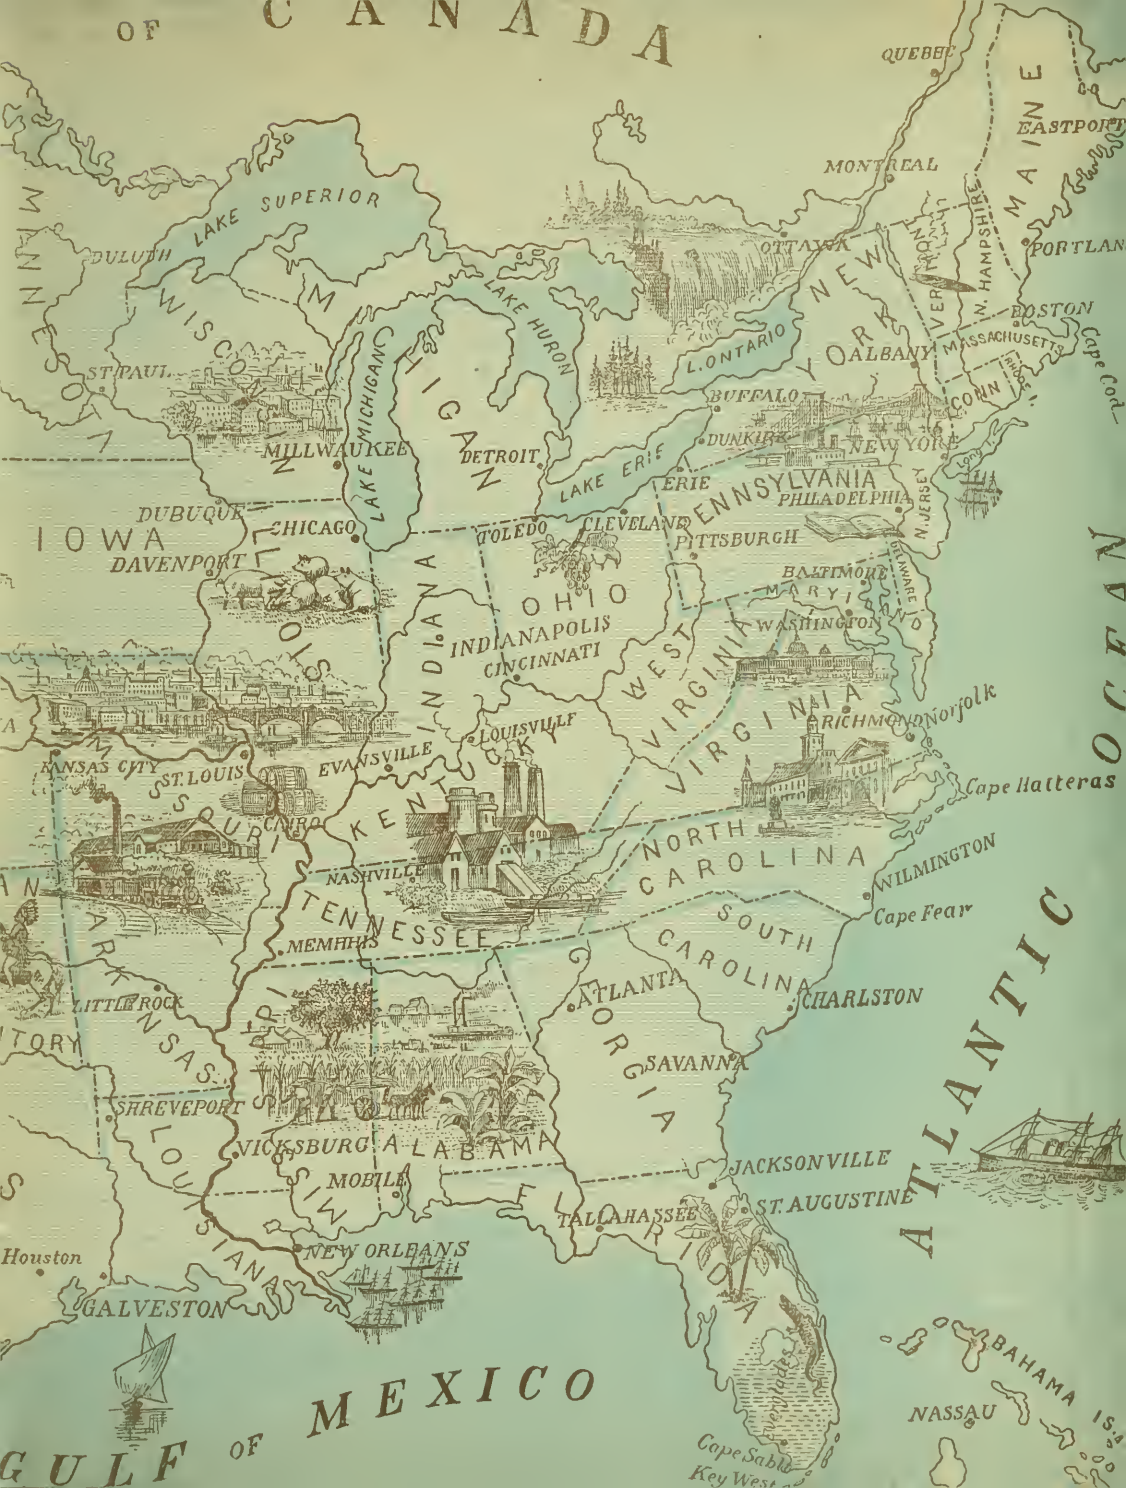 OF CANADA
QUEBEC
MAINE
EASTPORT
MONTREAL
MINNESOTA
LAKE SUPERIOR
DULUTH
OTTAWA
VERMONT
N. HAMPSHIRE
PORTLAN
WISCONSIN
MICHIGAN
LAKE HURON
NEW YORK
BOSTON
L. ONTARIO
ALBANY
MASSACHUSETTS
Cape Cod
ST PAUL
LAKE MICHIGAN
RHODE
CONN
BUFFALO
MILLWAUKEE
DETROIT
DUNKIRK
NEW YORK
Long
LAKE ERIE
ERIE
PENNSYLVANIA
PHILADELPHIA
N. JERSEY
DUBUQUE
IOWA
CHICAGO
TOLEDO
CLEVELAND
PITTSBURGH
DAVENPORT
ILLINOIS
INDIANA
OHIO
BALTIMORE
DELAWARE
MARYLAND
INDIANAPOLIS
WASHINGTON
CINCINNATI
WEST VIRGINIA
VIRGINIA
RICHMOND
Norfolk
LOUISVILLE
KANSAS CITY
MISSOURI
ST. LOUIS
EVANSVILLE
KENTUCKY
Cape Hatteras
CAIRO
NORTH CAROLINA
WILMINGTON
AN
NASHVILLE
TENNESSEE
Cape Fear
SOUTH CAROLINA
MEMPHIS
ARKANSAS
LITTLE ROCK
ATLANTA
CHARLSTON
ITORY
GEORGIA
SAVANNA
SHREVEPORT
MISSISSIPPI
VICKSBURG
ALABAMA
LOUISIANA
MOBILE
JACKSONVILLE
FLORIDA
TALLAHASSEE
ST. AUGUSTINE
S
Houston
NEW ORLEANS
GALVESTON
Everglades
ATLANTIC OCEAN
BAHAMA IS.
NASSAU
GULF OF MEXICO
Cape Sable
Key West